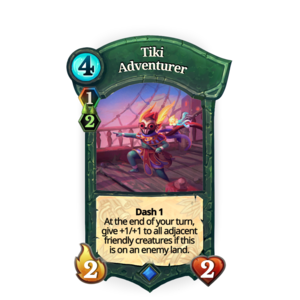 4
Tiki
Adventurer
1
2
Dash 1
At the end of your turn,
give +1/+1 to all adjacent
friendly creatures if this
is on an enemy land.
2
2